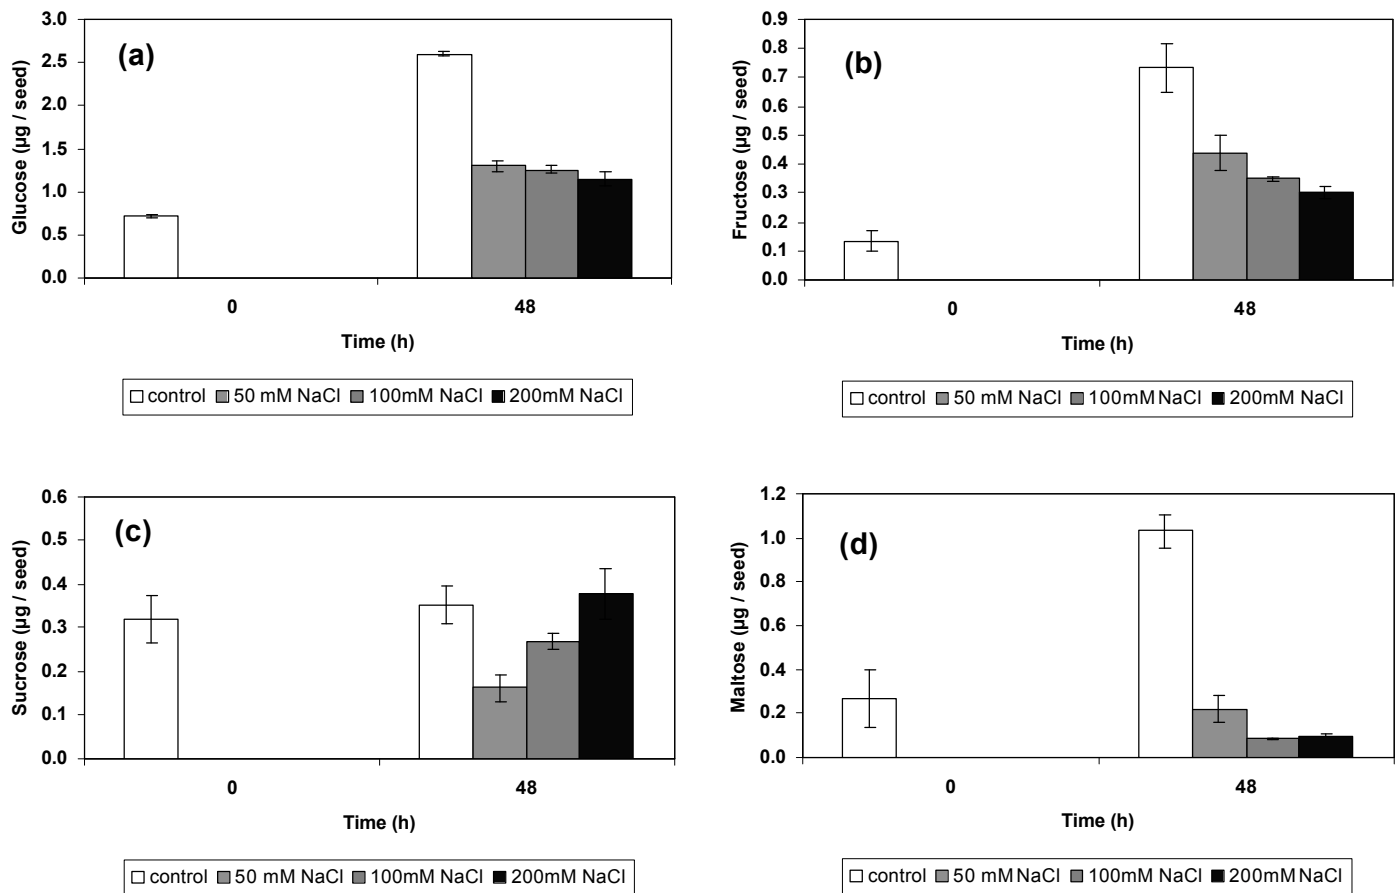 (a)
Glucose (µg / seed)
3.0
2.5
2.0
1.5
1.0
0.5
0.0
0 48
Time (h)
control 50 mM NaCl 100mM NaCl 200mM NaCl
(b)
Fructose (µg / seed)
0.9
0.8
0.7
0.6
0.5
0.4
0.3
0.2
0.1
0.0
0 48
Time (h)
control 50 mM NaCl 100mM NaCl 200mM NaCl
(c)
Sucrose (µg / seed)
0.6
0.5
0.4
0.3
0.2
0.1
0.0
0 48
Time (h)
control 50 mM NaCl 100mM NaCl 200mM NaCl
(d)
Maltose (µg / seed)
1.2
1.0
0.8
0.6
0.4
0.2
0.0
0 48
Time (h)
control 50 mM NaCl 100mM NaCl 200mM NaCl